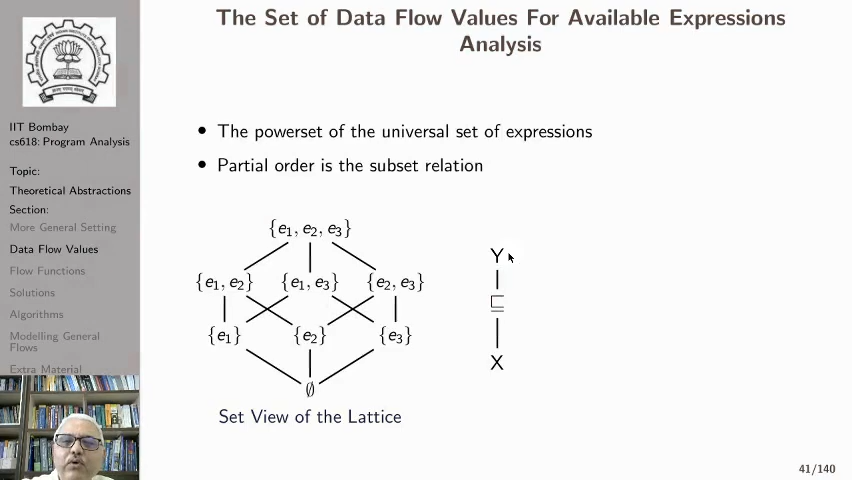 The Set of Data Flow Values For Available Expressions
Analysis
IIT Bombay
cs618: Program Analysis
Topic:
Theoretical Abstractions
Section:
More General Setting
Data Flow Values
Flow Functions
Solutions
Algorithms
Modelling General
Flows
Extra Material
• The powerset of the universal set of expressions
• Partial order is the subset relation
{e₁, e₂, e₃}
{e₁, e₂} {e₁, e₃} {e₂, e₃}
{e₁} {e₂} {e₃}
∅
Set View of the Lattice
Y
⊑
X
41/140